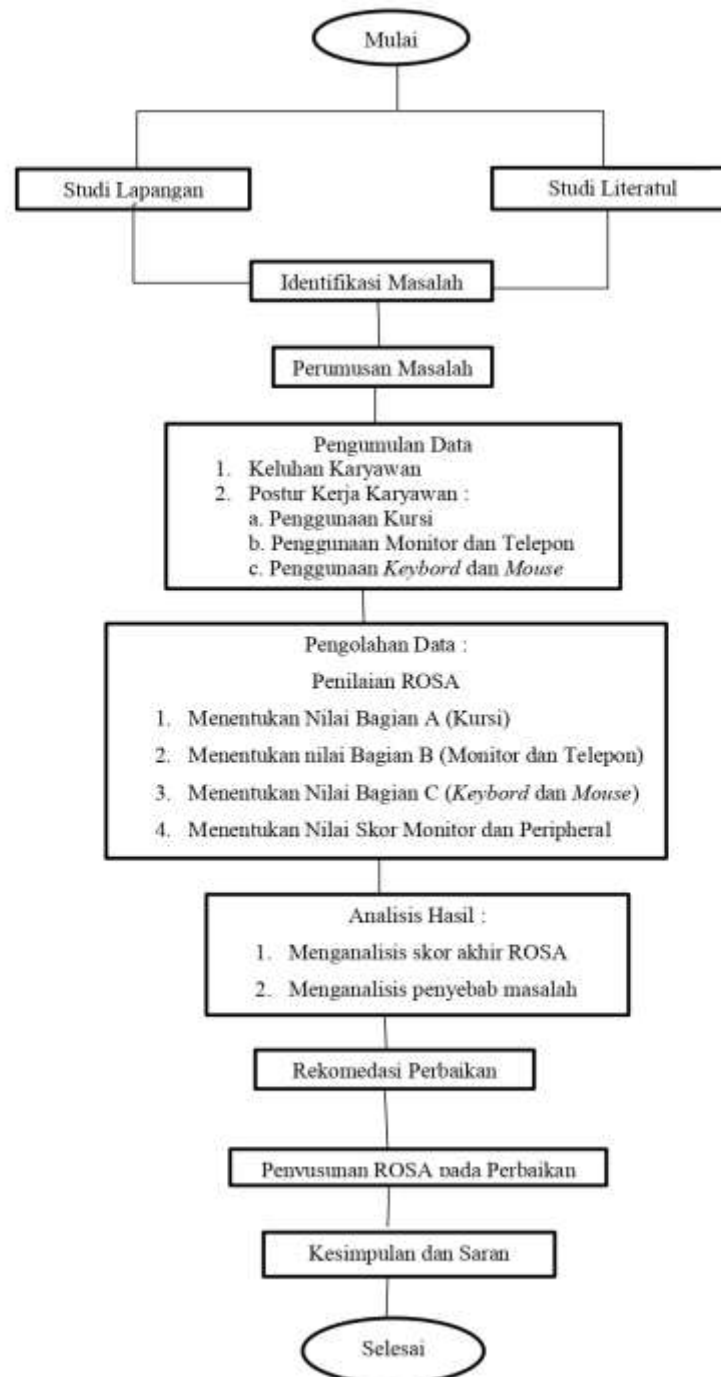 Mulai
Studi Lapangan
Studi Literatul
Identifikasi Masalah
Perumusan Masalah
Pengumulan Data
1. Keluhan Karyawan
2. Postur Kerja Karyawan :
a. Penggunaan Kursi
b. Penggunaan Monitor dan Telepon
c. Penggunaan Keybord dan Mouse
Pengolahan Data :
Penilaian ROSA
1. Menentukan Nilai Bagian A (Kursi)
2. Menentukan nilai Bagian B (Monitor dan Telepon)
3. Menentukan Nilai Bagian C (Keybord dan Mouse)
4. Menentukan Nilai Skor Monitor dan Peripheral
Analisis Hasil :
1. Menganalisis skor akhir ROSA
2. Menganalisis penyebab masalah
Rekomedasi Perbaikan
Penyusunan ROSA pada Perbaikan
Kesimpulan dan Saran
Selesai